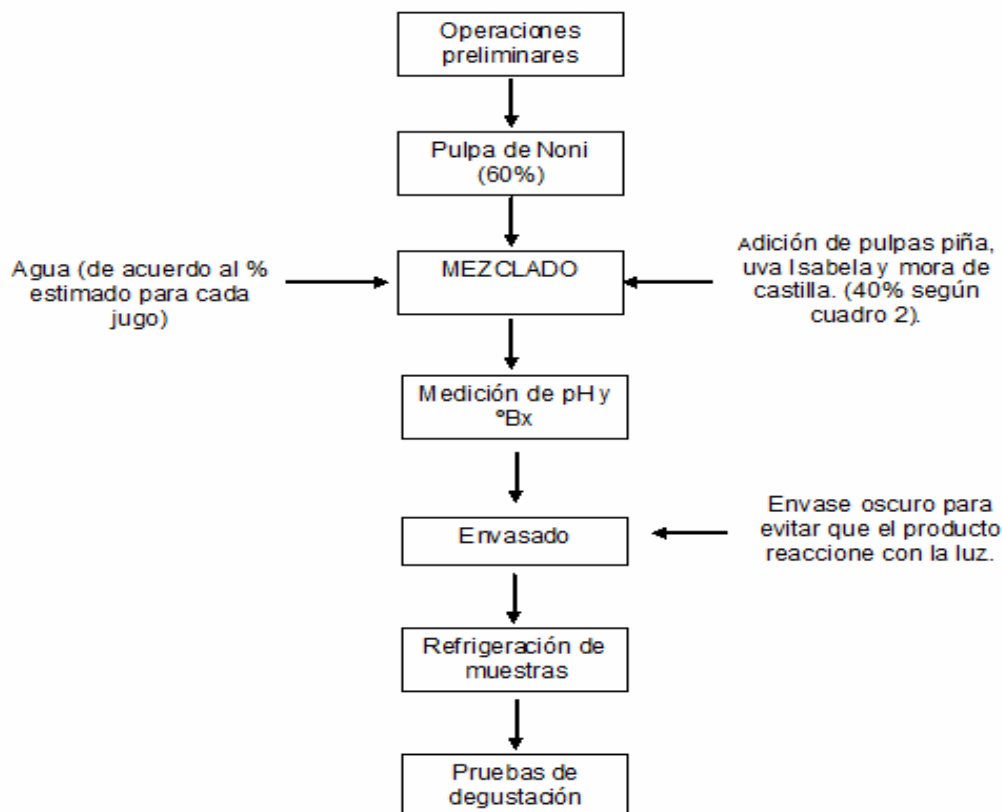 Operaciones
preliminares
Pulpa de Noni
(60%)
Agua (de acuerdo al %
estimado para cada
jugo)
MEZCLADO
Adición de pulpas piña,
uva Isabela y mora de
castilla. (40% según
cuadro 2).
Medición de pH y
ºBx
Envasado
Envase oscuro para
evitar que el producto
reaccione con la luz.
Refrigeración de
muestras
Pruebas de
degustación